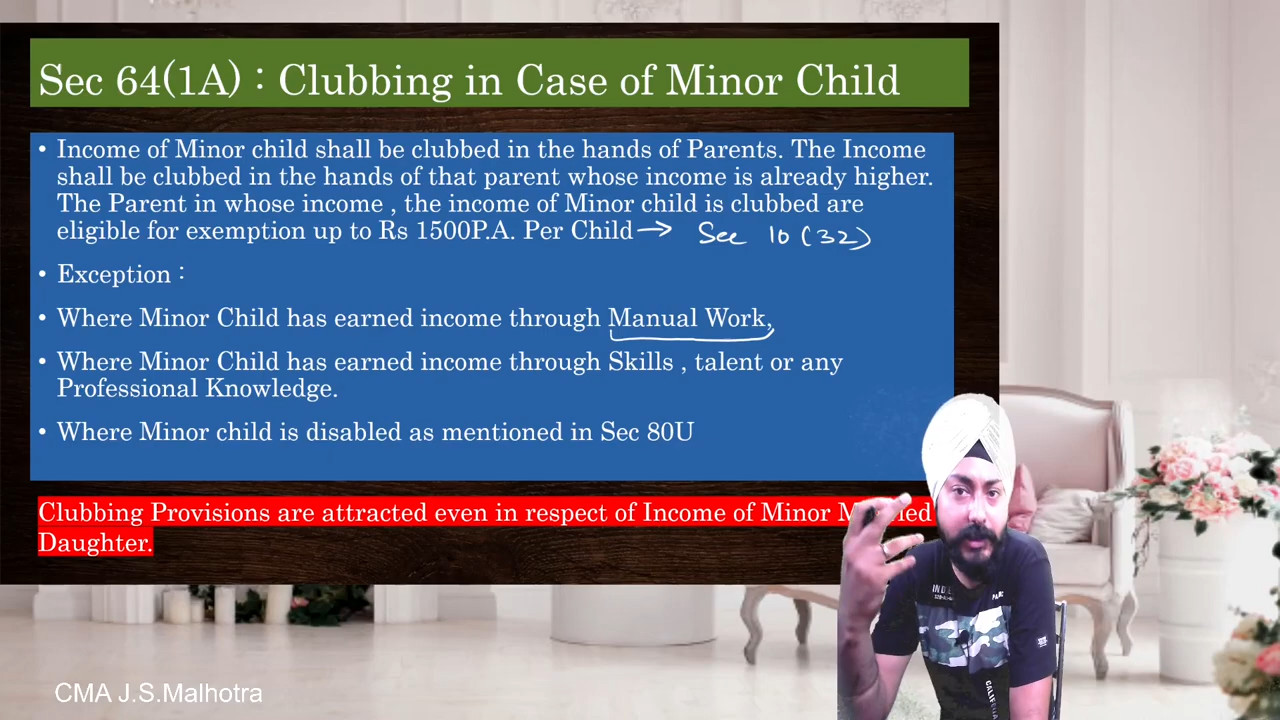 Sec 64(1A) : Clubbing in Case of Minor Child
• Income of Minor child shall be clubbed in the hands of Parents. The Income
shall be clubbed in the hands of that parent whose income is already higher.
The Parent in whose income , the income of Minor child is clubbed are
eligible for exemption up to Rs 1500P.A. Per Child → Sec 10 (32)
• Exception :
• Where Minor Child has earned income through Manual Work,
• Where Minor Child has earned income through Skills , talent or any
Professional Knowledge.
• Where Minor child is disabled as mentioned in Sec 80U
Clubbing Provisions are attracted even in respect of Income of Minor
Daughter.
CMA J.S.Malhotra